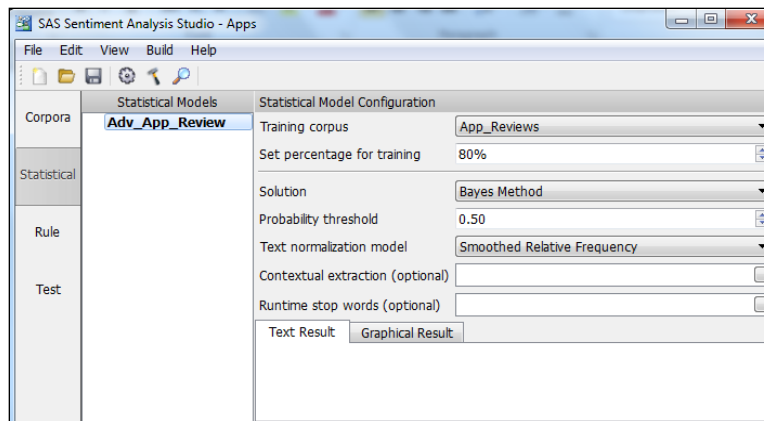 SAS Sentiment Analysis Studio - Apps
File Edit View Build Help
Corpora
Statistical
Rule
Test
Statistical Models
Adv_App_Review
Statistical Model Configuration
Training corpus App_Reviews
Set percentage for training 80%
Solution Bayes Method
Probability threshold 0.50
Text normalization model Smoothed Relative Frequency
Contextual extraction (optional)
Runtime stop words (optional)
Text Result Graphical Result